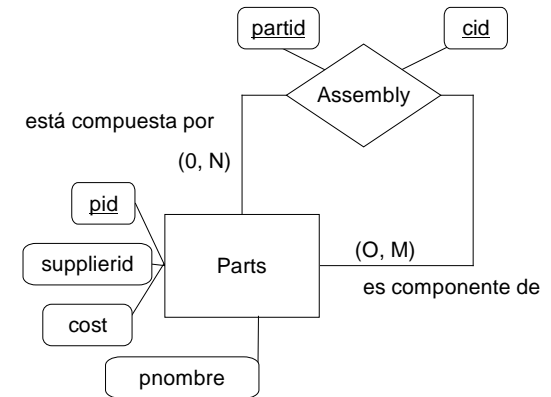 partid
cid
Assembly
está compuesta por
(0, N)
pid
supplierid
Parts
(O, M)
es componente de
cost
pnombre